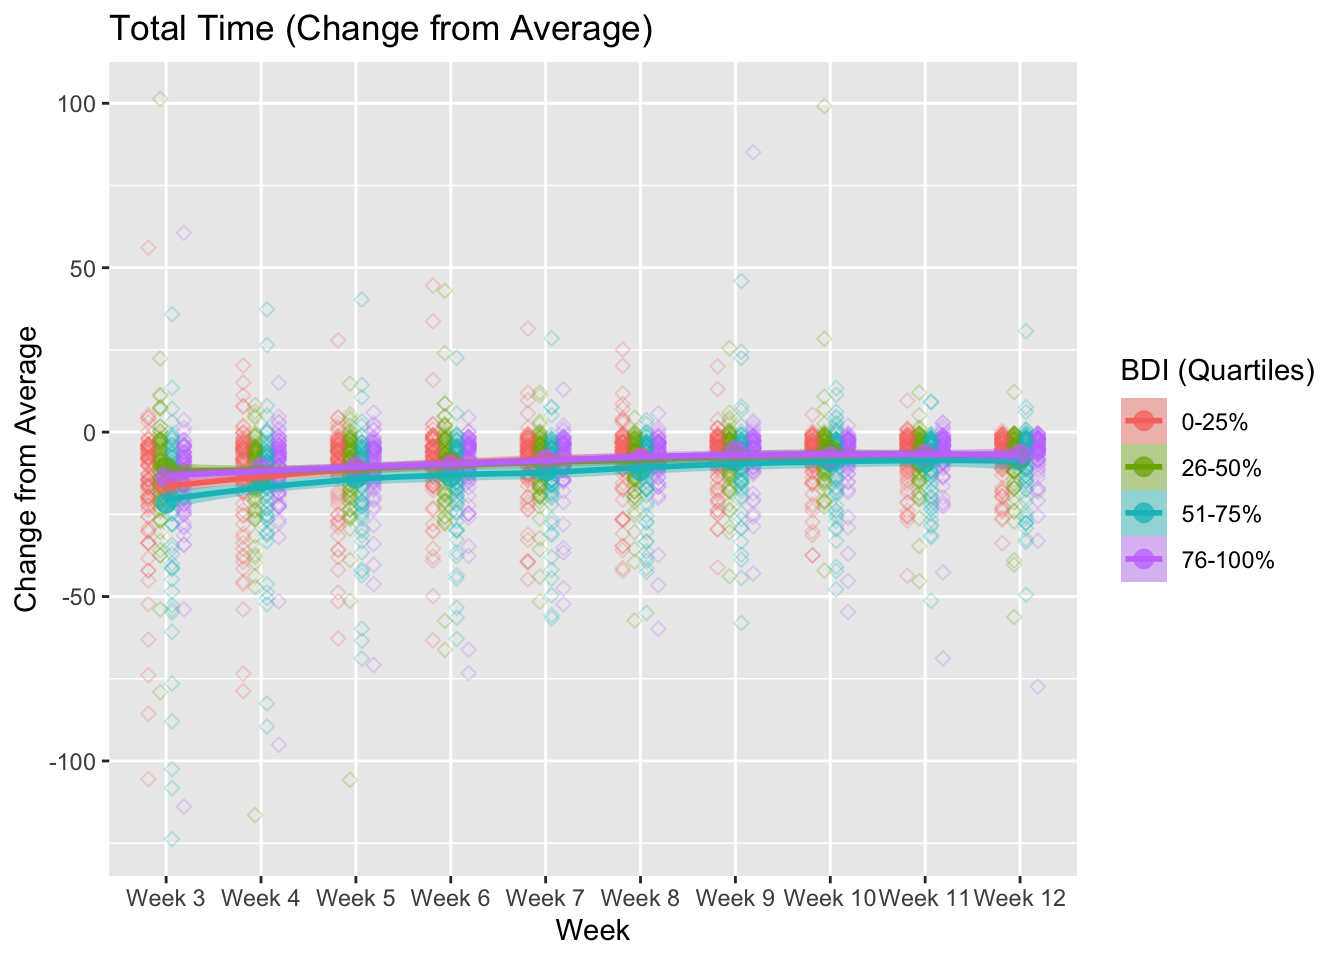 Total Time (Change from Average)
100
50
0
-50
-100
Change from Average
Week 3 Week 4 Week 5 Week 6 Week 7 Week 8 Week 9 Week 10 Week 11 Week 12
Week
BDI (Quartiles)
0-25%
26-50%
51-75%
76-100%